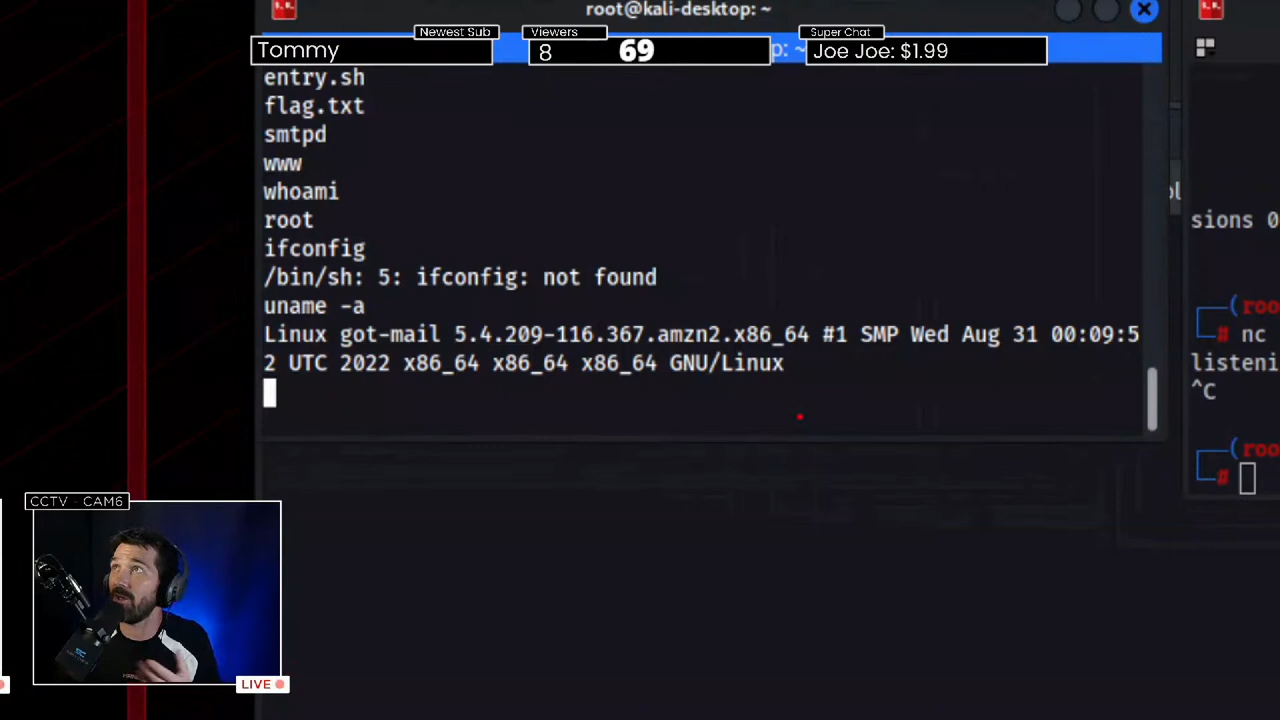 root@kali-desktop: ~
Newest Sub
Viewers
Super Chat
Tommy
8
69
p: ~
Joe Joe: $1.99
entry.sh
flag.txt
smtpd
www
whoami
root
ifconfig
/bin/sh: 5: ifconfig: not found
uname -a
Linux got-mail 5.4.209-116.367.amzn2.x86_64 #1 SMP Wed Aug 31 00:09:5
2 UTC 2022 x86_64 x86_64 x86_64 GNU/Linux
ol
sions 0
(roo
# nc
listeni
^C
(roo
#
CCTV - CAM6
LIVE